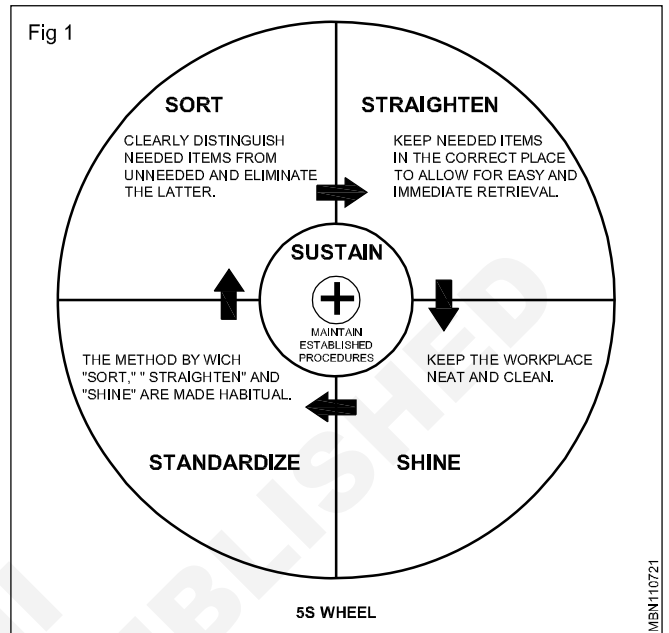 Fig 1
SORT
CLEARLY DISTINGUISH
NEEDED ITEMS FROM
UNNEEDED AND ELIMINATE
THE LATTER.
STRAIGHTEN
KEEP NEEDED ITEMS
IN THE CORRECT PLACE
TO ALLOW FOR EASY AND
IMMEDIATE RETRIEVAL.
SUSTAIN
MAINTAIN
ESTABLISHED
PROCEDURES
THE METHOD BY WICH
"SORT," " STRAIGHTEN" AND
"SHINE" ARE MADE HABITUAL.
STANDARDIZE
KEEP THE WORKPLACE
NEAT AND CLEAN.
SHINE
5S WHEEL
MBN110721